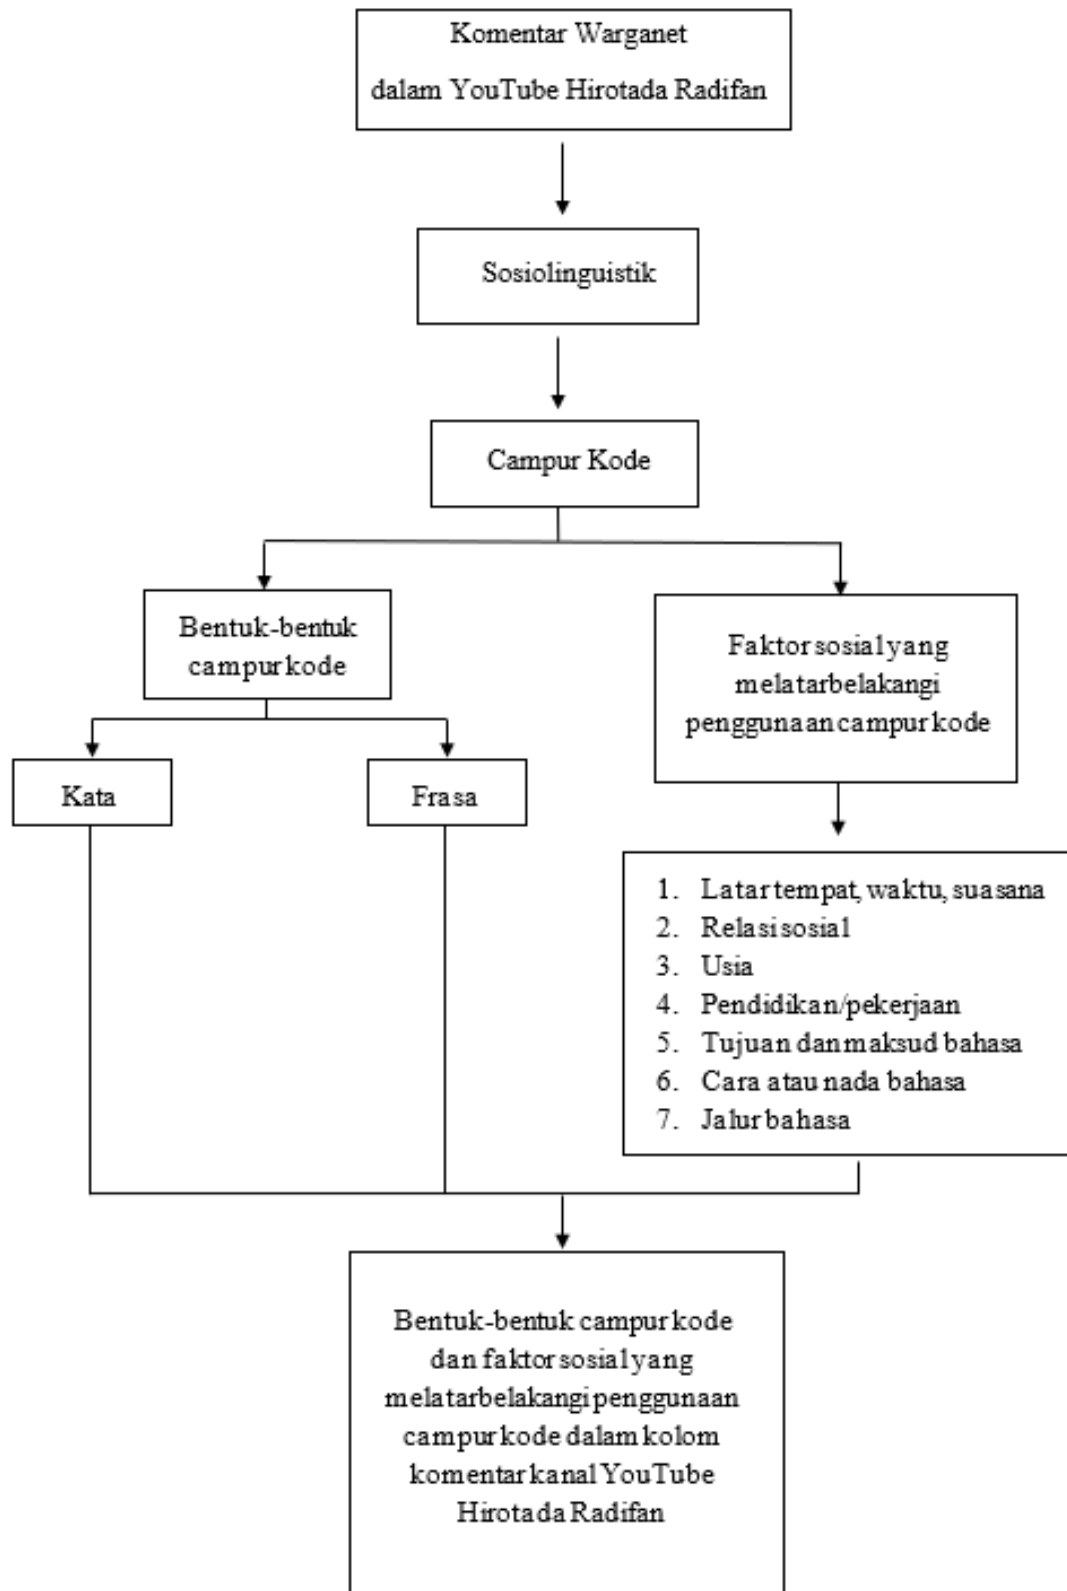 Komentar Warganet
dalam YouTube Hirotada Radifan
Sosiolinguistik
Campur Kode
Bentuk-bentuk
campur kode
Faktor sosial yang
melatarbelakangi
penggunaan campur kode
Kata
Frasa
1. Latar tempat, waktu, suasana
2. Relasi sosial
3. Usia
4. Pendidikan/pekerjaan
5. Tujuan dan maksud bahasa
6. Cara atau nada bahasa
7. Jalur bahasa
Bentuk-bentuk campur kode
dan faktor sosial yang
melatarbelakangi penggunaan
campur kode dalam kolom
komentar kanal YouTube
Hirotada Radifan